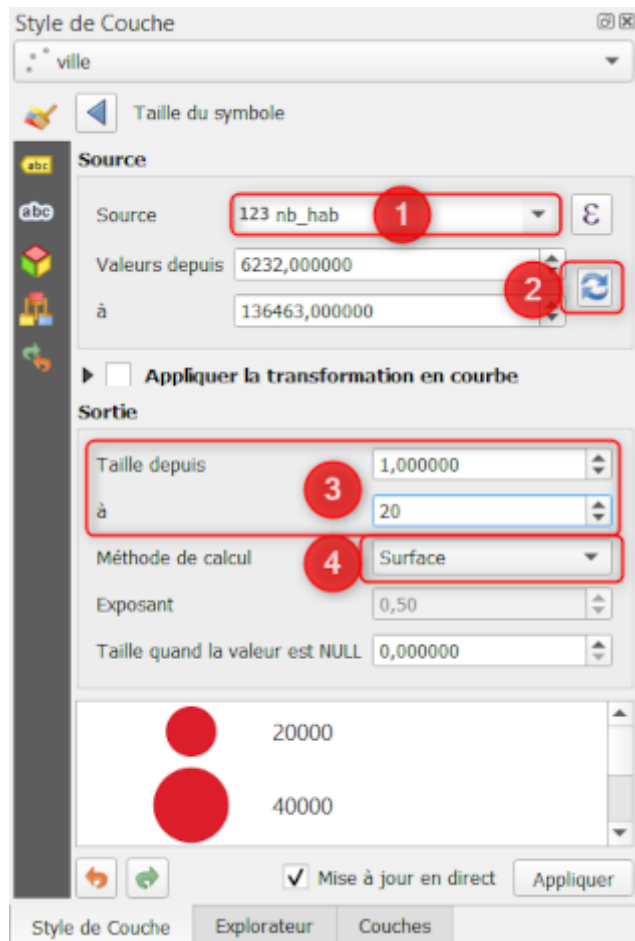 Style de Couche
ville
Taille du symbole
abc
Source
abc
Source 123 nb_hab 1 ε
Valeurs depuis 6232,000000
2
à 136463,000000
Appliquer la transformation en courbe
Sortie
Taille depuis 1,000000
3
à 20
Méthode de calcul 4 Surface
Exposant 0,50
Taille quand la valeur est NULL 0,000000
20000
40000
Mise à jour en direct Appliquer
Style de Couche Explorateur Couches